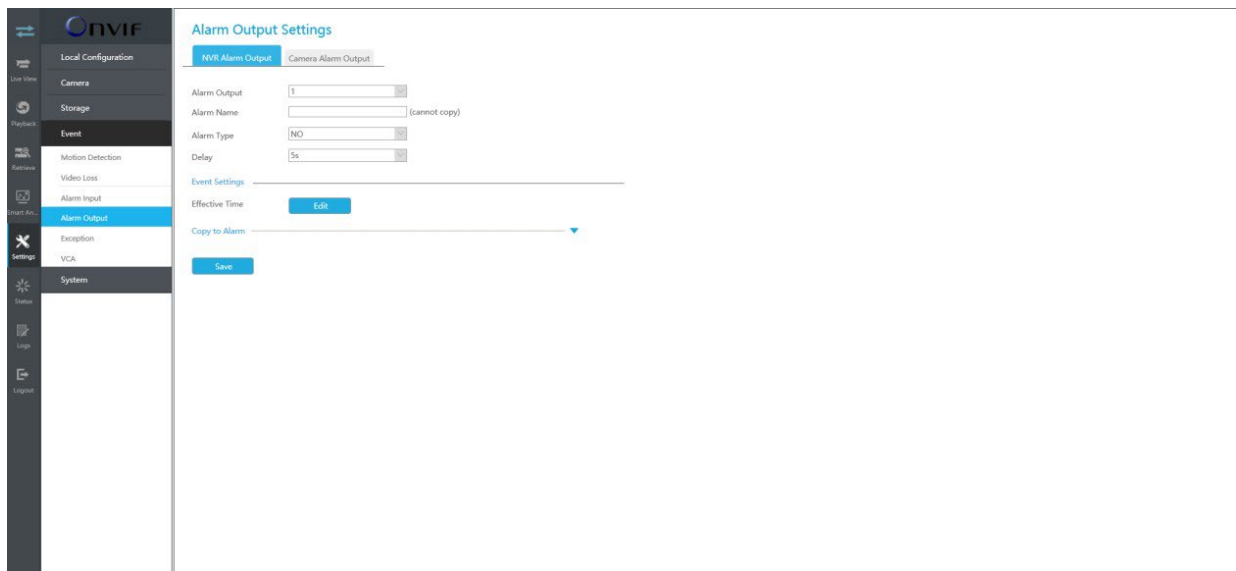 Live View
Playback
Retrieve
Smart An...
Settings
Status
Logs
Logout
ONVIF
Local Configuration
Camera
Storage
Event
Motion Detection
Video Loss
Alarm Input
Alarm Output
Exception
VCA
System
Alarm Output Settings
NVR Alarm Output
Camera Alarm Output
Alarm Output 1
Alarm Name (cannot copy)
Alarm Type NO
Delay 5s
Event Settings
Effective Time Edit
Copy to Alarm
Save